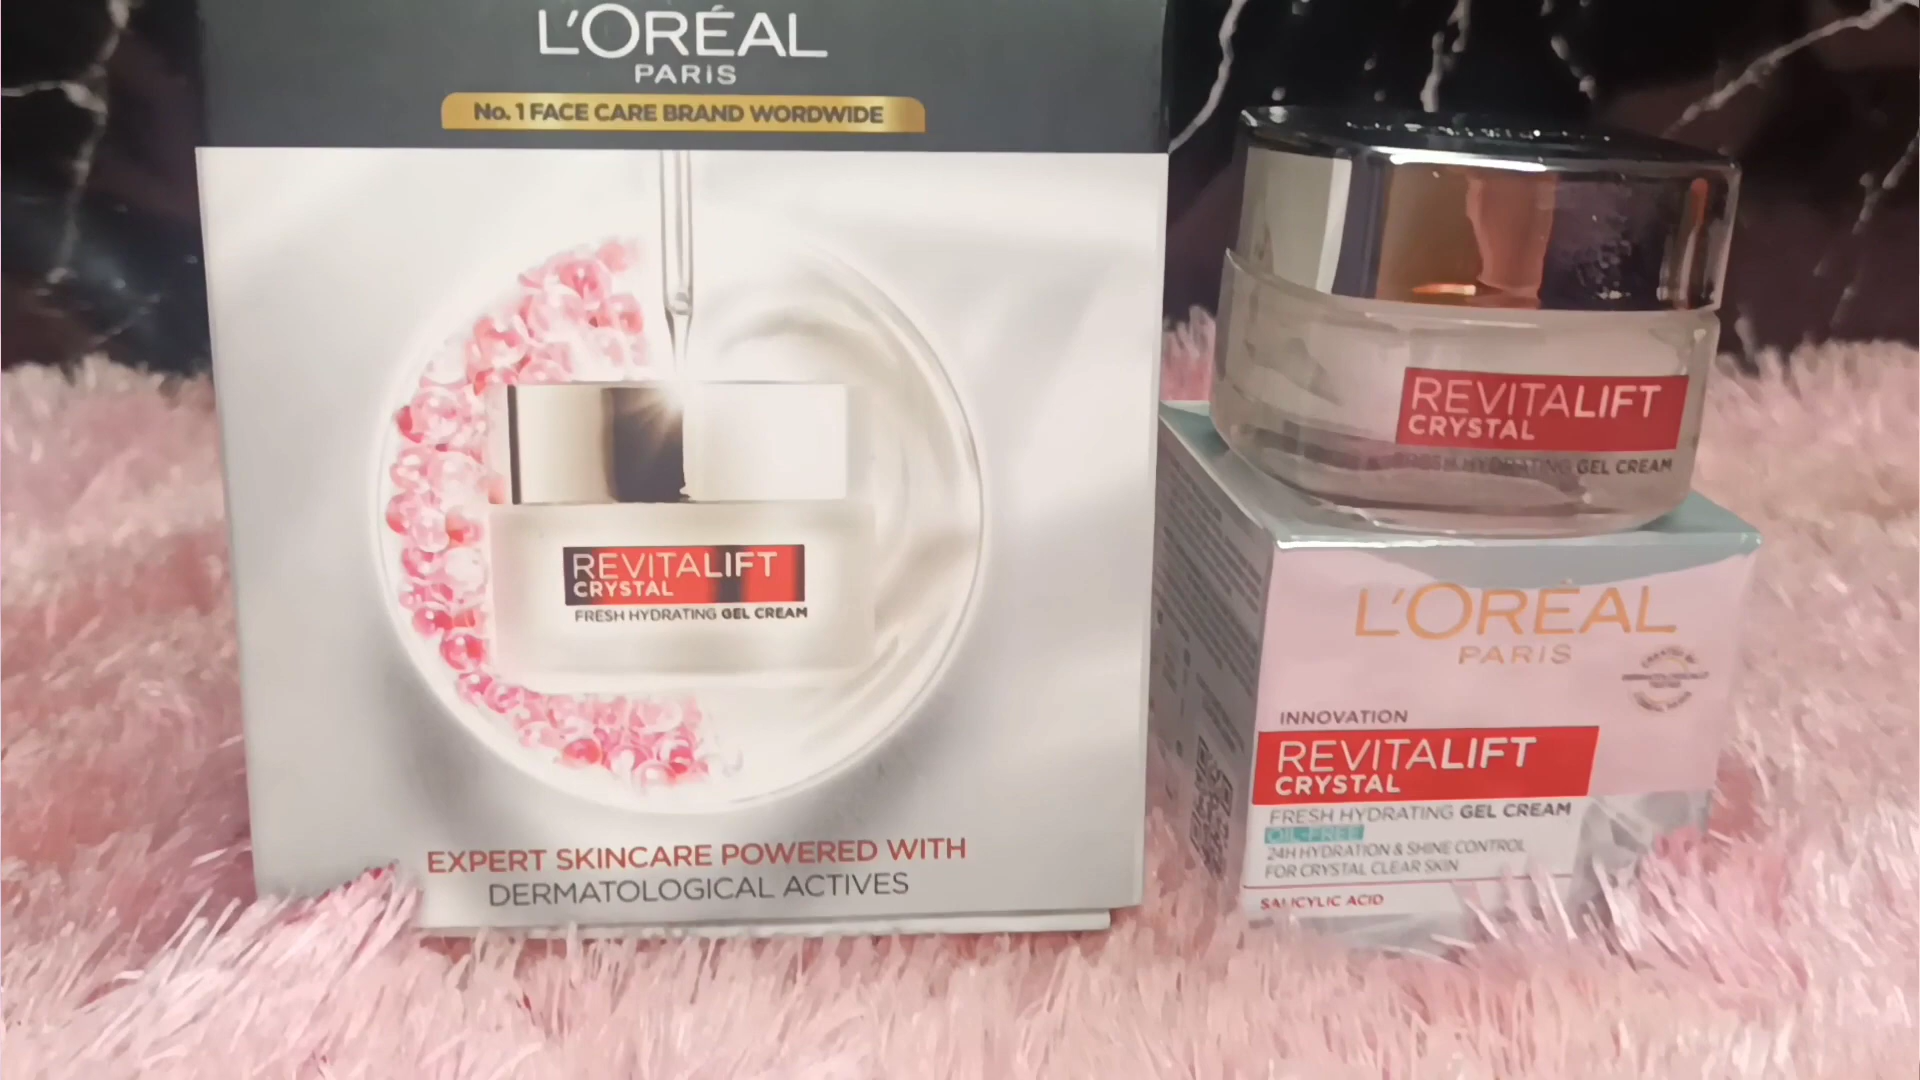 L'ORÉAL
PARIS
No. 1 FACE CARE BRAND WORDWIDE
REVITALIFT
CRYSTAL
FRESH HYDRATING GEL CREAM
EXPERT SKINCARE POWERED WITH
DERMATOLOGICAL ACTIVES
REVITALIFT
CRYSTAL
FRESH HYDRATING GEL CREAM
L'ORÉAL
PARIS
INNOVATION
REVITALIFT
CRYSTAL
FRESH HYDRATING GEL CREAM
OIL-FREE
24H HYDRATION & SHINE CONTROL
FOR CRYSTAL CLEAR SKIN
SALICYLIC ACID